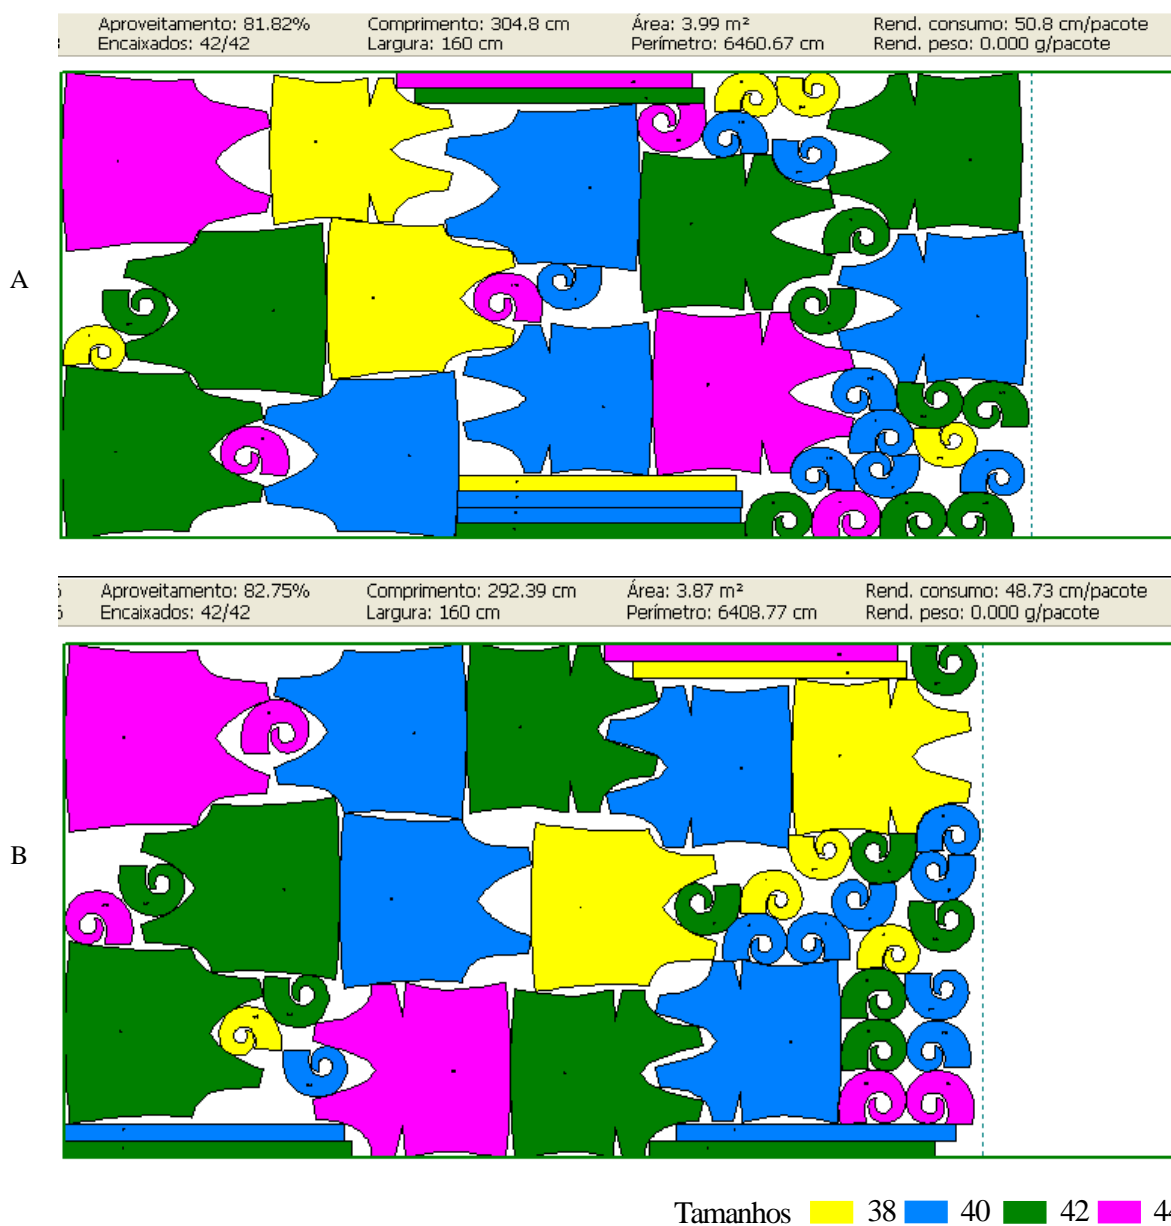 Aproveitamento: 81.82% Comprimento: 304.8 cm Área: 3.99 m² Rend. consumo: 50.8 cm/pacote
Encaixados: 42/42 Largura: 160 cm Perímetro: 6460.67 cm Rend. peso: 0.000 g/pacote
A
Aproveitamento: 82.75% Comprimento: 292.39 cm Área: 3.87 m² Rend. consumo: 48.73 cm/pacote
Encaixados: 42/42 Largura: 160 cm Perímetro: 6408.77 cm Rend. peso: 0.000 g/pacote
B
Tamanhos 38 40 42 4